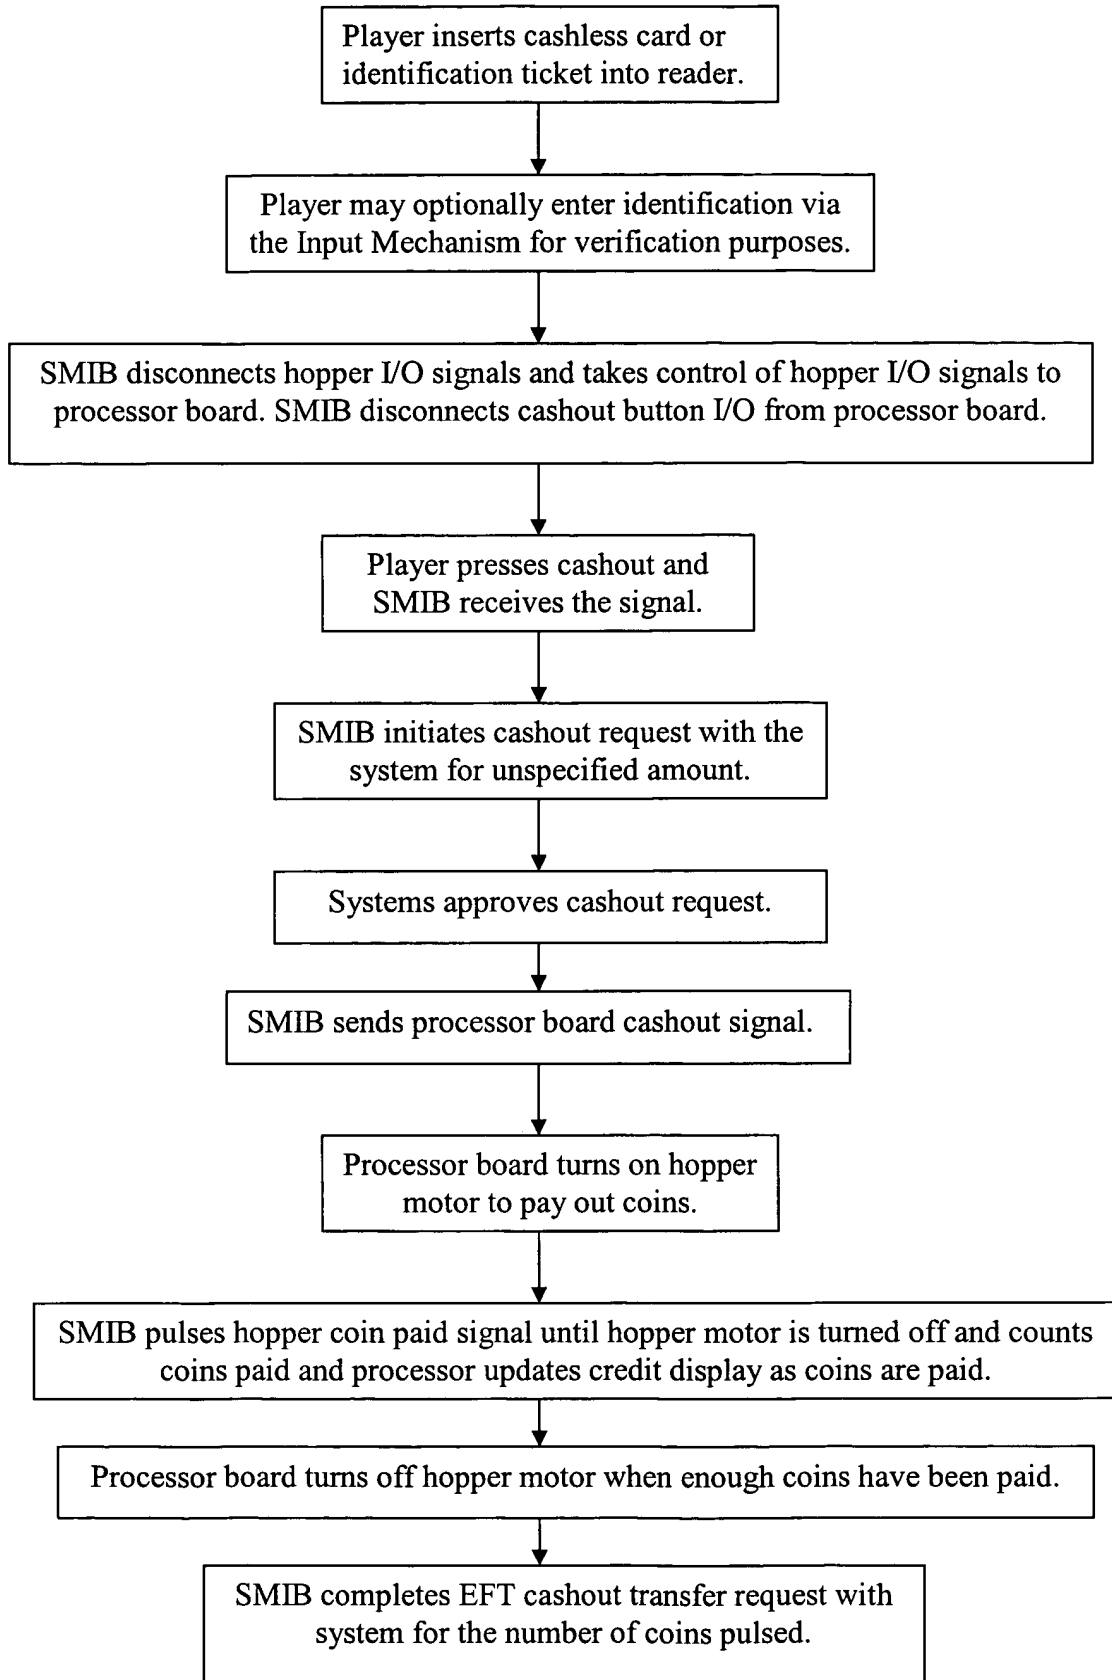 Player inserts cashless card or
identification ticket into reader.
Player may optionally enter identification via
the Input Mechanism for verification purposes.
SMIB disconnects hopper I/O signals and takes control of hopper I/O signals to
processor board. SMIB disconnects cashout button I/O from processor board.
Player presses cashout and
SMIB receives the signal.
SMIB initiates cashout request with the
system for unspecified amount.
Systems approves cashout request.
SMIB sends processor board cashout signal.
Processor board turns on hopper
motor to pay out coins.
SMIB pulses hopper coin paid signal until hopper motor is turned off and counts
coins paid and processor updates credit display as coins are paid.
Processor board turns off hopper motor when enough coins have been paid.
SMIB completes EFT cashout transfer request with
system for the number of coins pulsed.